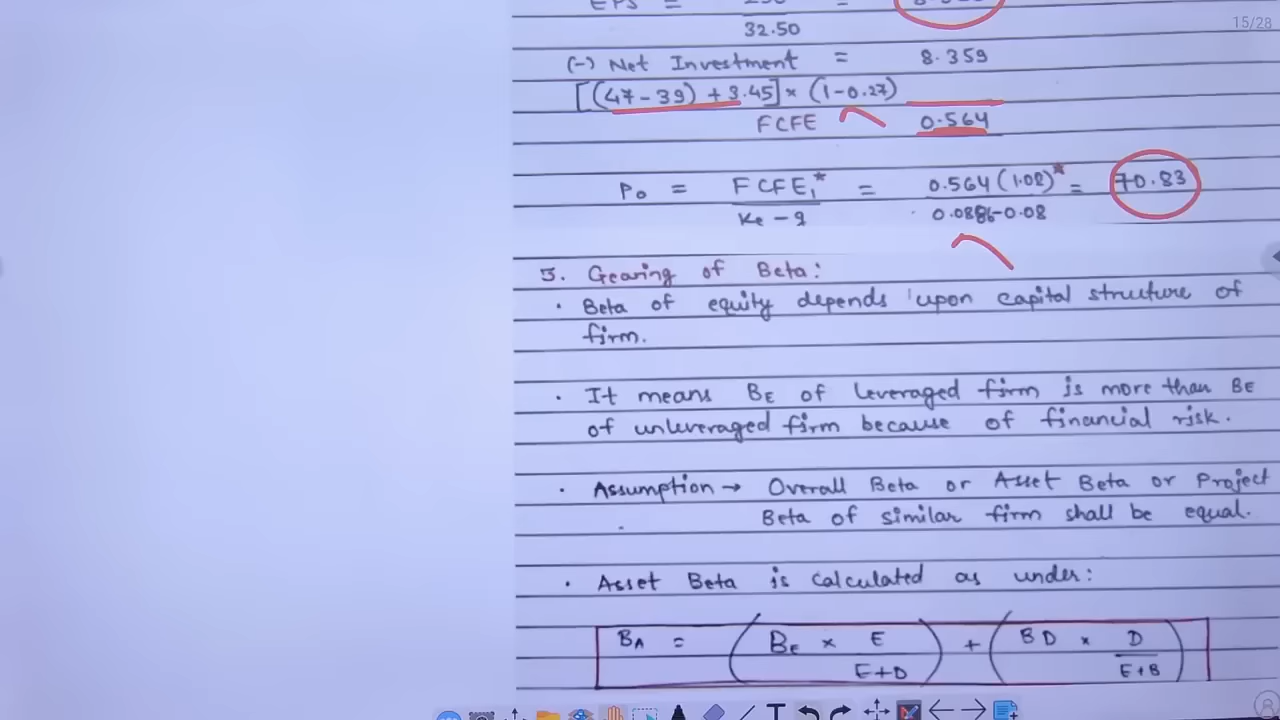 EPS = =
32.50
15/28
(-) Net Investment = 8.359
[(47-39) + 3.45] × (1-0.27)
FCFE 0.564
P₀ = FCFE₁* / Ke - g = 0.564 (1.08)* / 0.0886-0.08 = 70.83
5. Gearing of Beta:
· Beta of equity depends upon capital structure of
firm.
· It means BE of leveraged firm is more than BE
of unleveraged firm because of financial risk.
· Assumption → Overall Beta or Asset Beta or Project
Beta of similar firm shall be equal.
· Asset Beta is calculated as under:
BA = (BE × E / E+D) + (BD × D / E+B)
T